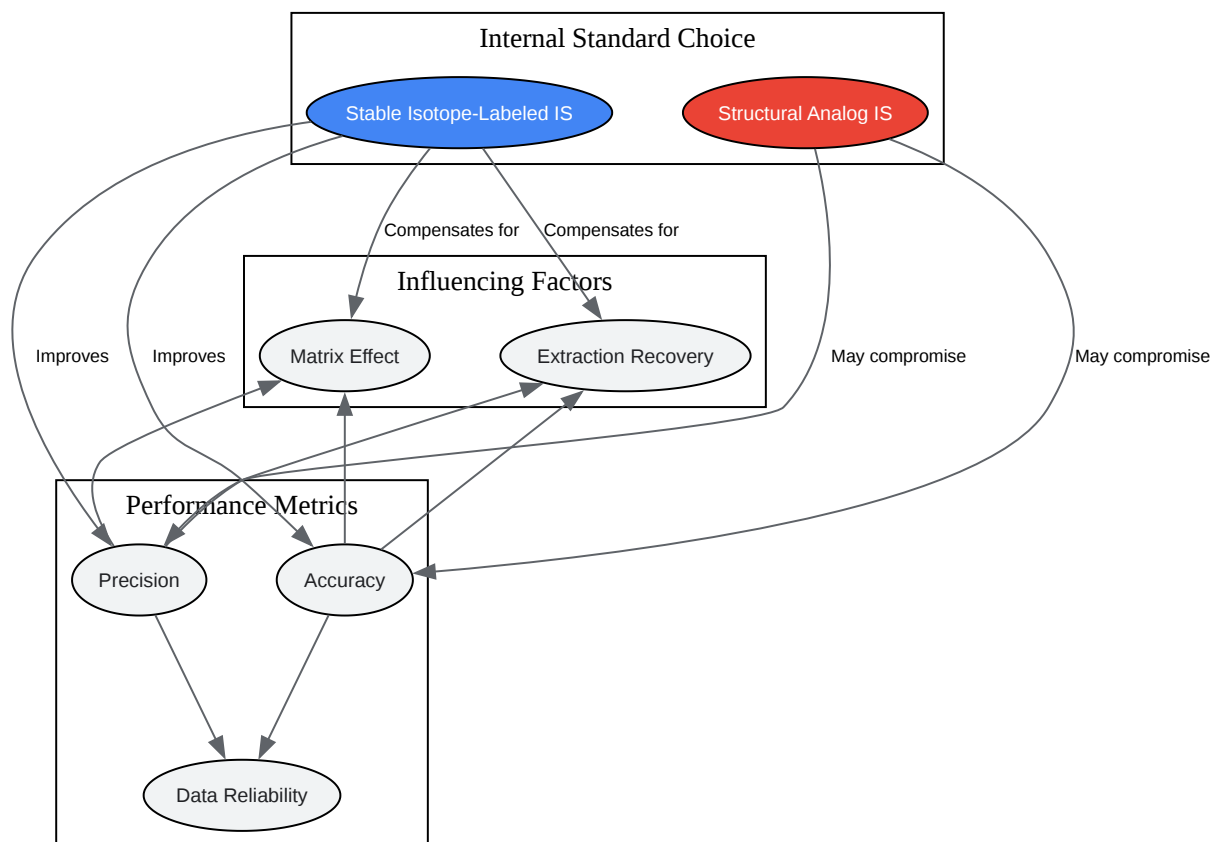 Internal Standard Choice
Stable Isotope-Labeled IS
Structural Analog IS
Compensates for
Compensates for
Influencing Factors
Matrix Effect
Extraction Recovery
Improves
Improves
May compromise
May compromise
Performance Metrics
Precision
Accuracy
Data Reliability